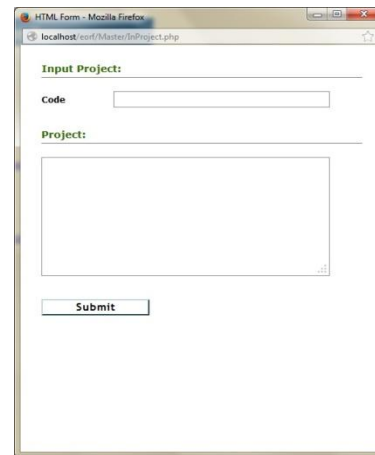 HTML Form - Mozilla Firefox
localhost/eorf/Master/InProject.php
Input Project:
Code
Project:
Submit